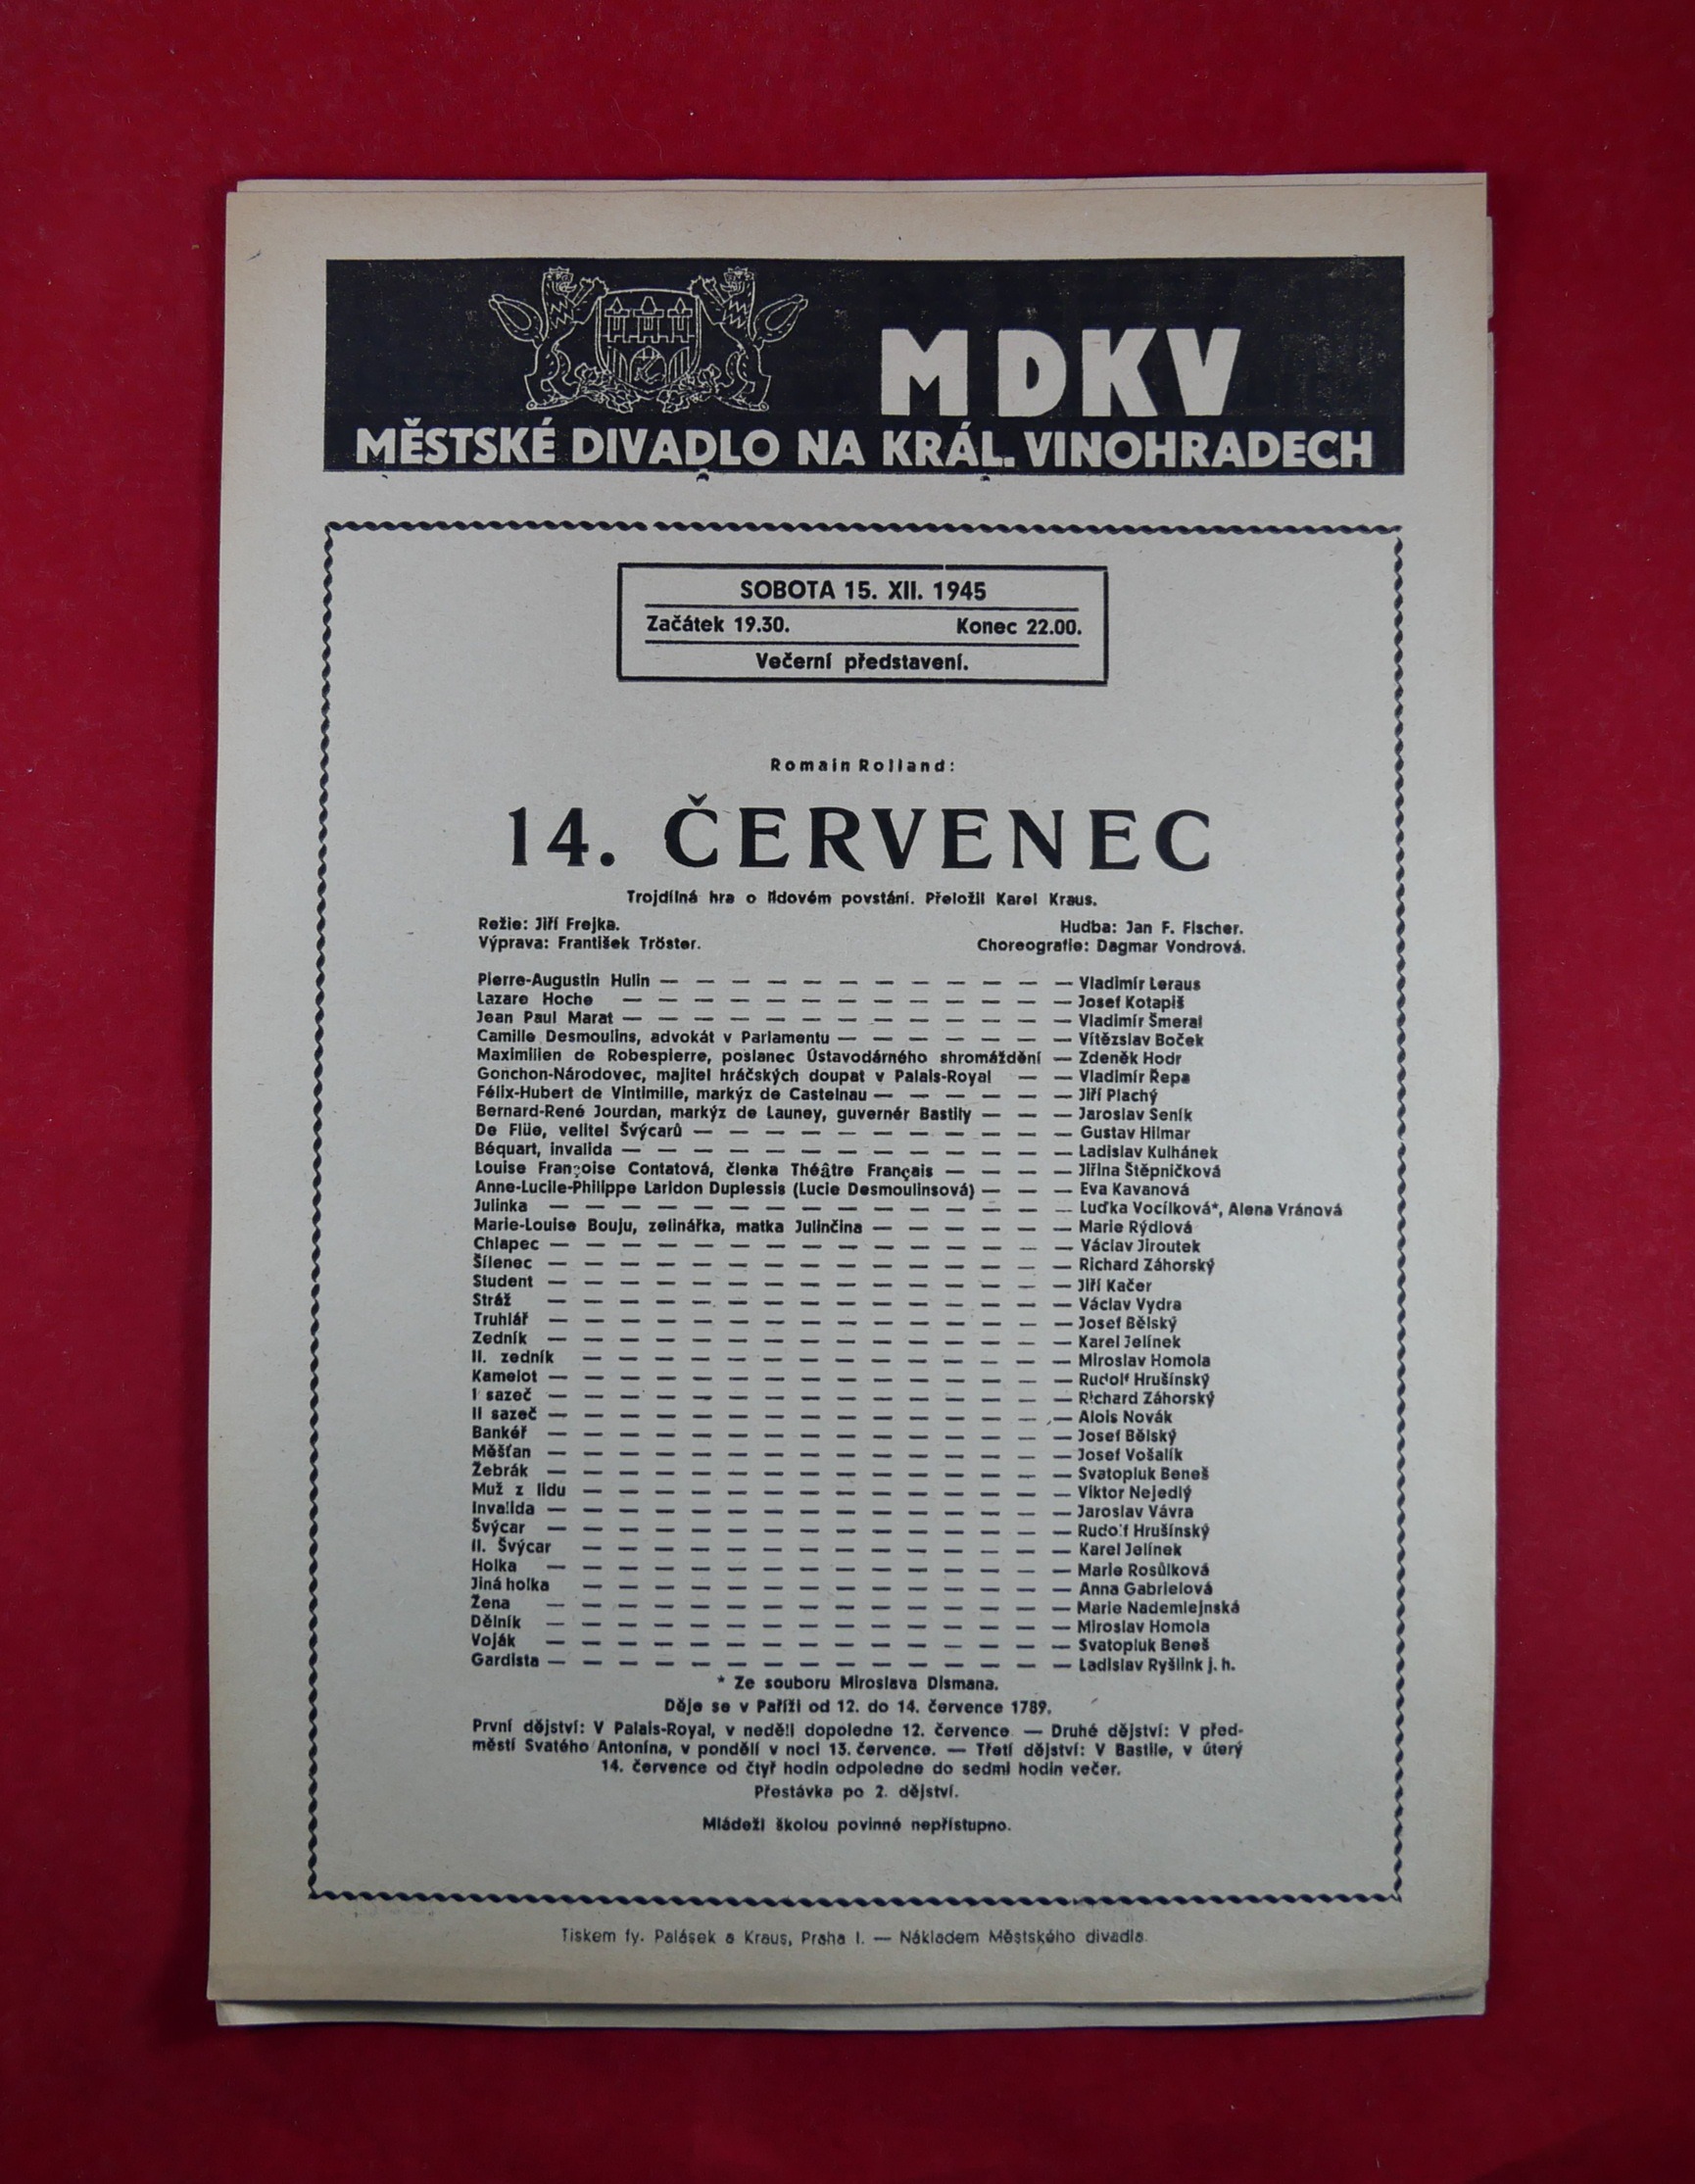 MDKV
MĚSTSKÉ DIVADLO NA KRÁL. VINOHRADECH
SOBOTA 15. XII. 1945
Začátek 19.30. Konec 22.00.
Večerní představení.
Romain Rolland:
14. ČERVENEC
Trojdílná hra o lidovém povstání. Přeložil Karel Kraus.
Režie: Jiří Frejka. Hudba: Jan F. Fischer.
Výprava: František Tröster. Choreografie: Dagmar Vondrová.
Pierre-Augustin Hulin — — — — — — — — — — — — Vladimír Leraus
Lazare Hoche — — — — — — — — — — — — — Josef Kotapiš
Jean Paul Marat — — — — — — — — — — — — — Vladimír Šmeral
Camille Desmoulins, advokát v Parlamentu — — — — — — — Vítězslav Boček
Maximilien de Robespierre, poslanec Ústavodárného shromáždění — Zdeněk Hodr
Gonchon-Národovec, majitel hráčských doupat v Palais-Royal — — Vladimír Řepa
Félix-Hubert de Vintimille, markýz de Castelnau — — — — — — Jiří Plachý
Bernard-René Jourdan, markýz de Launey, guvernér Bastily — — — Jaroslav Seník
De Flüe, velitel Švýcarů — — — — — — — — — — — Gustav Hilmar
Béquart, invalida — — — — — — — — — — — — — Ladislav Kulhánek
Louise Françoise Contatová, členka Théâtre Français — — — — Jiřina Štěpničková
Anne-Lucile-Philippe Laridon Duplessis (Lucie Desmoulinsová) — — — Eva Kavanová
Julinka — — — — — — — — — — — — — — — Luďka Vocílková*, Alena Vránová
Marie-Louise Bouju, zelinářka, matka Julinčina — — — — — — Marie Rýdlová
Chlapec — — — — — — — — — — — — — — — Václav Jiroutek
Šílenec — — — — — — — — — — — — — — — Richard Záhorský
Student — — — — — — — — — — — — — — — Jiří Kačer
Stráž — — — — — — — — — — — — — — — Václav Vydra
Truhlář — — — — — — — — — — — — — — — Josef Bělský
Zedník — — — — — — — — — — — — — — — Karel Jelínek
II. zedník — — — — — — — — — — — — — — Miroslav Homola
Kamelot — — — — — — — — — — — — — — — Rudolf Hrušínský
I sazeč — — — — — — — — — — — — — — — Richard Záhorský
II sazeč — — — — — — — — — — — — — — — Alois Novák
Bankéř — — — — — — — — — — — — — — — Josef Bělský
Měšťan — — — — — — — — — — — — — — — Josef Vošalík
Žebrák — — — — — — — — — — — — — — — Svatopluk Beneš
Muž z lidu — — — — — — — — — — — — — — Viktor Nejedlý
Invalida — — — — — — — — — — — — — — — Jaroslav Vávra
Švýcar — — — — — — — — — — — — — — — Rudolf Hrušínský
II. Švýcar — — — — — — — — — — — — — — Karel Jelínek
Holka — — — — — — — — — — — — — — — Marie Rosůlková
Jiná holka — — — — — — — — — — — — — — Anna Gabrielová
Žena — — — — — — — — — — — — — — — Marie Nademlejnská
Dělník — — — — — — — — — — — — — — — Miroslav Homola
Voják — — — — — — — — — — — — — — — Svatopluk Beneš
Gardista — — — — — — — — — — — — — — — Ladislav Ryšlink j. h.
* Ze souboru Miroslava Dismana.
Děje se v Paříži od 12. do 14. července 1789.
První dějství: V Palais-Royal, v neděli dopoledne 12. července — Druhé dějství: V před-
městí Svatého Antonína, v pondělí v noci 13. července. — Třetí dějství: V Bastile, v úterý
14. července od čtyř hodin odpoledne do sedmi hodin večer.
Přestávka po 2. dějství.
Mládeži školou povinné nepřístupno.
Tiskem fy. Palásek a Kraus, Praha I. — Nákladem Městského divadla.